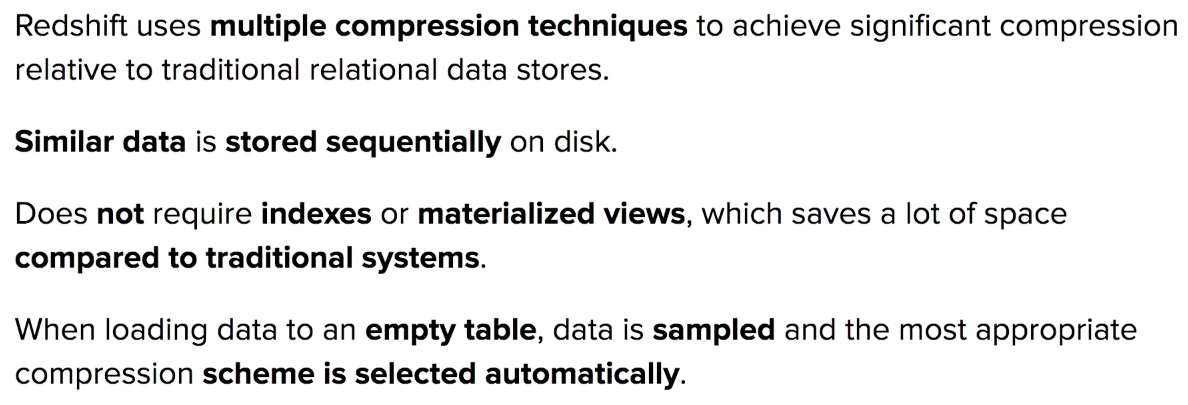 Redshift uses multiple compression techniques to achieve significant compression
relative to traditional relational data stores.
Similar data is stored sequentially on disk.
Does not require indexes or materialized views, which saves a lot of space
compared to traditional systems.
When loading data to an empty table, data is sampled and the most appropriate
compression scheme is selected automatically.